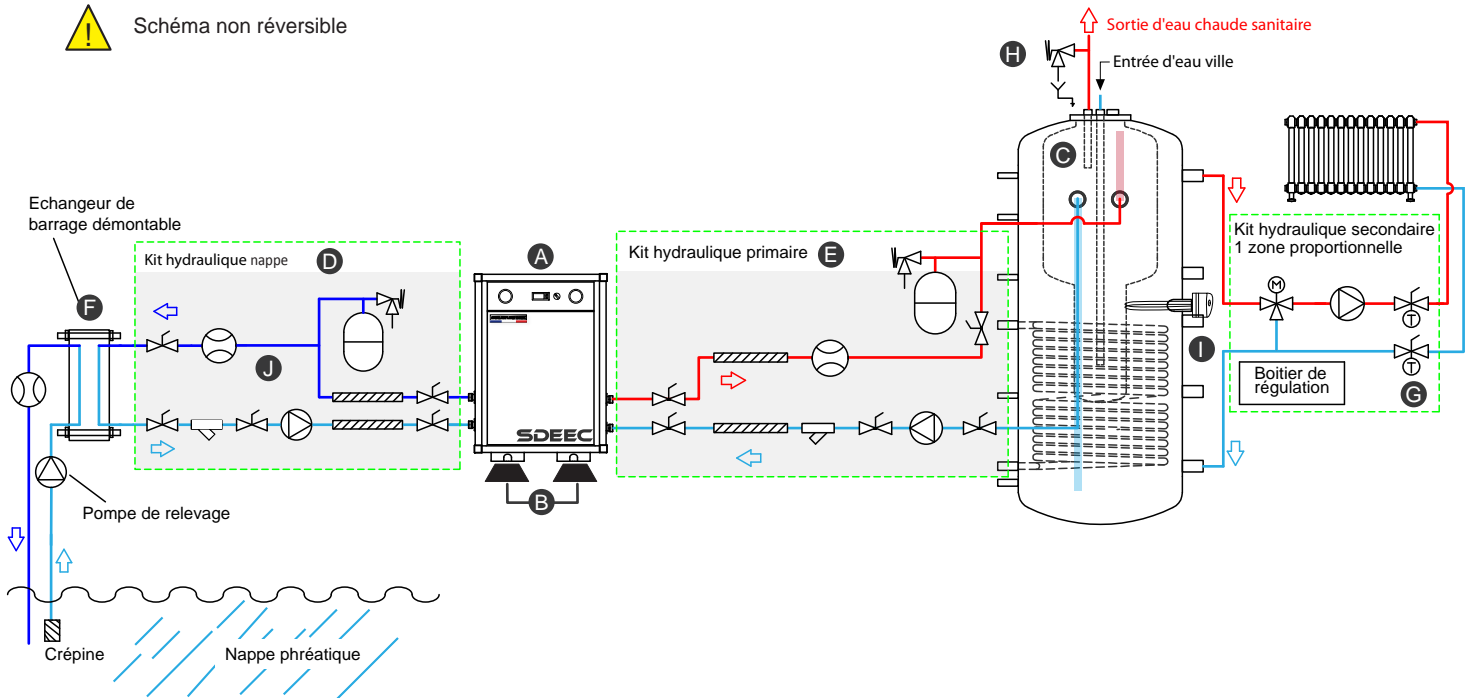 Schéma non réversible
Sortie d'eau chaude sanitaire
H
Entrée d'eau ville
C
Echangeur de
barrage démontable
Kit hydraulique nappe
D
A
Kit hydraulique primaire
E
Kit hydraulique secondaire
1 zone proportionnelle
F
M
T
J
I
Boitier de
régulation
T
G
SDEEC
B
Pompe de relevage
Crépine
Nappe phréatique